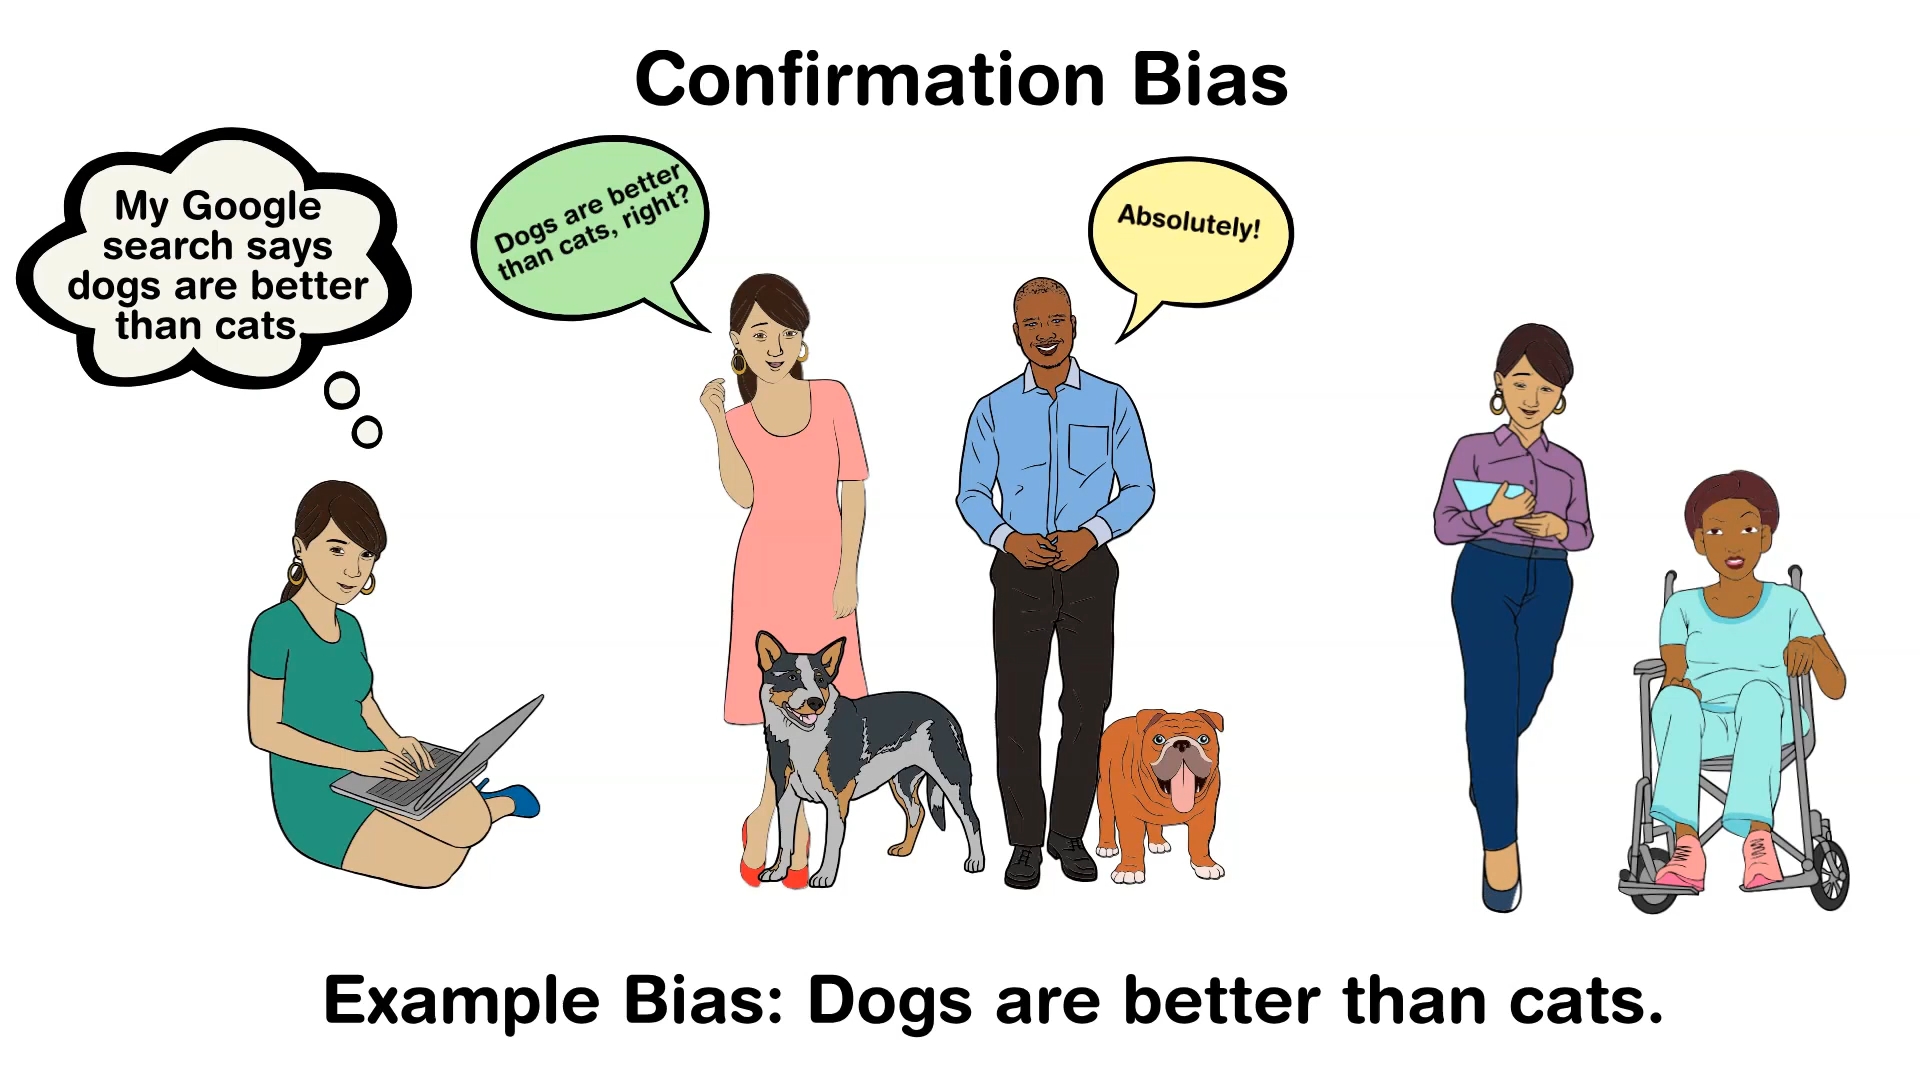 Confirmation Bias
My Google
search says
dogs are better
than cats.
Dogs are better
than cats, right?
Absolutely!
Example Bias: Dogs are better than cats.